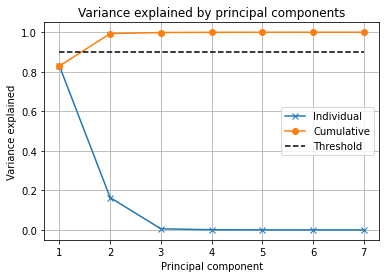 Variance explained by principal components
Variance explained
1.0
0.8
0.6
0.4
0.2
0.0
Individual
Cumulative
Threshold
1 2 3 4 5 6 7
Principal component